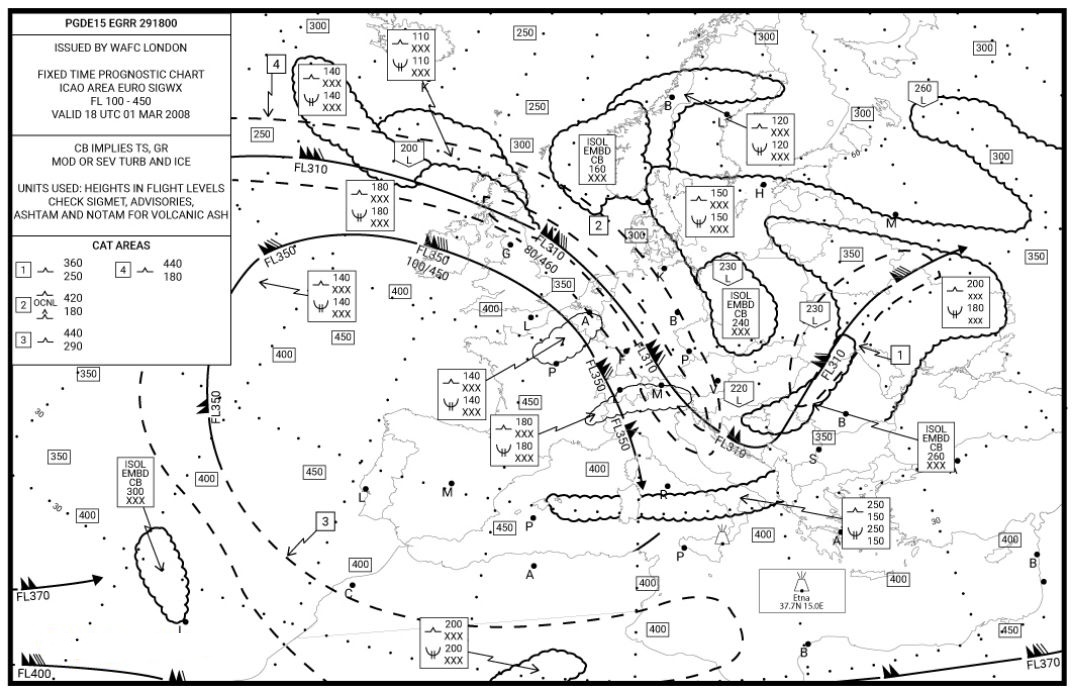 PGDE15 EGRR 291800
ISSUED BY WAFC LONDON
FIXED TIME PROGNOSTIC CHART
ICAO AREA EURO SIGWX
FL 100 - 450
VALID 18 UTC 01 MAR 2008
CB IMPLIES TS, GR
MOD OR SEV TURB AND ICE
UNITS USED: HEIGHTS IN FLIGHT LEVELS
CHECK SIGMET, ADVISORIES,
ASHTAM AND NOTAM FOR VOLCANIC ASH
CAT AREAS
1 360
250
4 440
180
2 OCNL 420
180
3 440
290
300
250
300
300
4
140
XXX
140
XXX
110
XXX
110
XXX
260
L
250
250
300
300
B
L
120
XXX
120
XXX
ISOL
EMBD
CB
160
XXX
200
L
60
300
FL310
180
XXX
180
XXX
150
XXX
150
XXX
H
M
2
300
FL310
80/460
FL350
FL350
100/450
G
350
350
K
230
L
140
XXX
140
XXX
400
400
350
200
XXX
180
XXX
ISOL
EMBD
CB
240
XXX
230
L
L
A
B
450
400
1
FL310
FL310
P
P
350
FL350
140
XXX
140
XXX
220
L
M
450
FL350
30
30
180
XXX
180
XXX
FL350
FL310
B
350
S
ISOL
EMBD
CB
260
XXX
350
ISOL
EMBD
CB
300
XXX
400
450
400
L
M
R
400
3
P
450
250
150
250
150
A
30
400
400
P
B
400
A
C
400
400
Etna
37.7N 15.0E
FL370
T
200
XXX
200
XXX
400
450
B
FL400
FL370